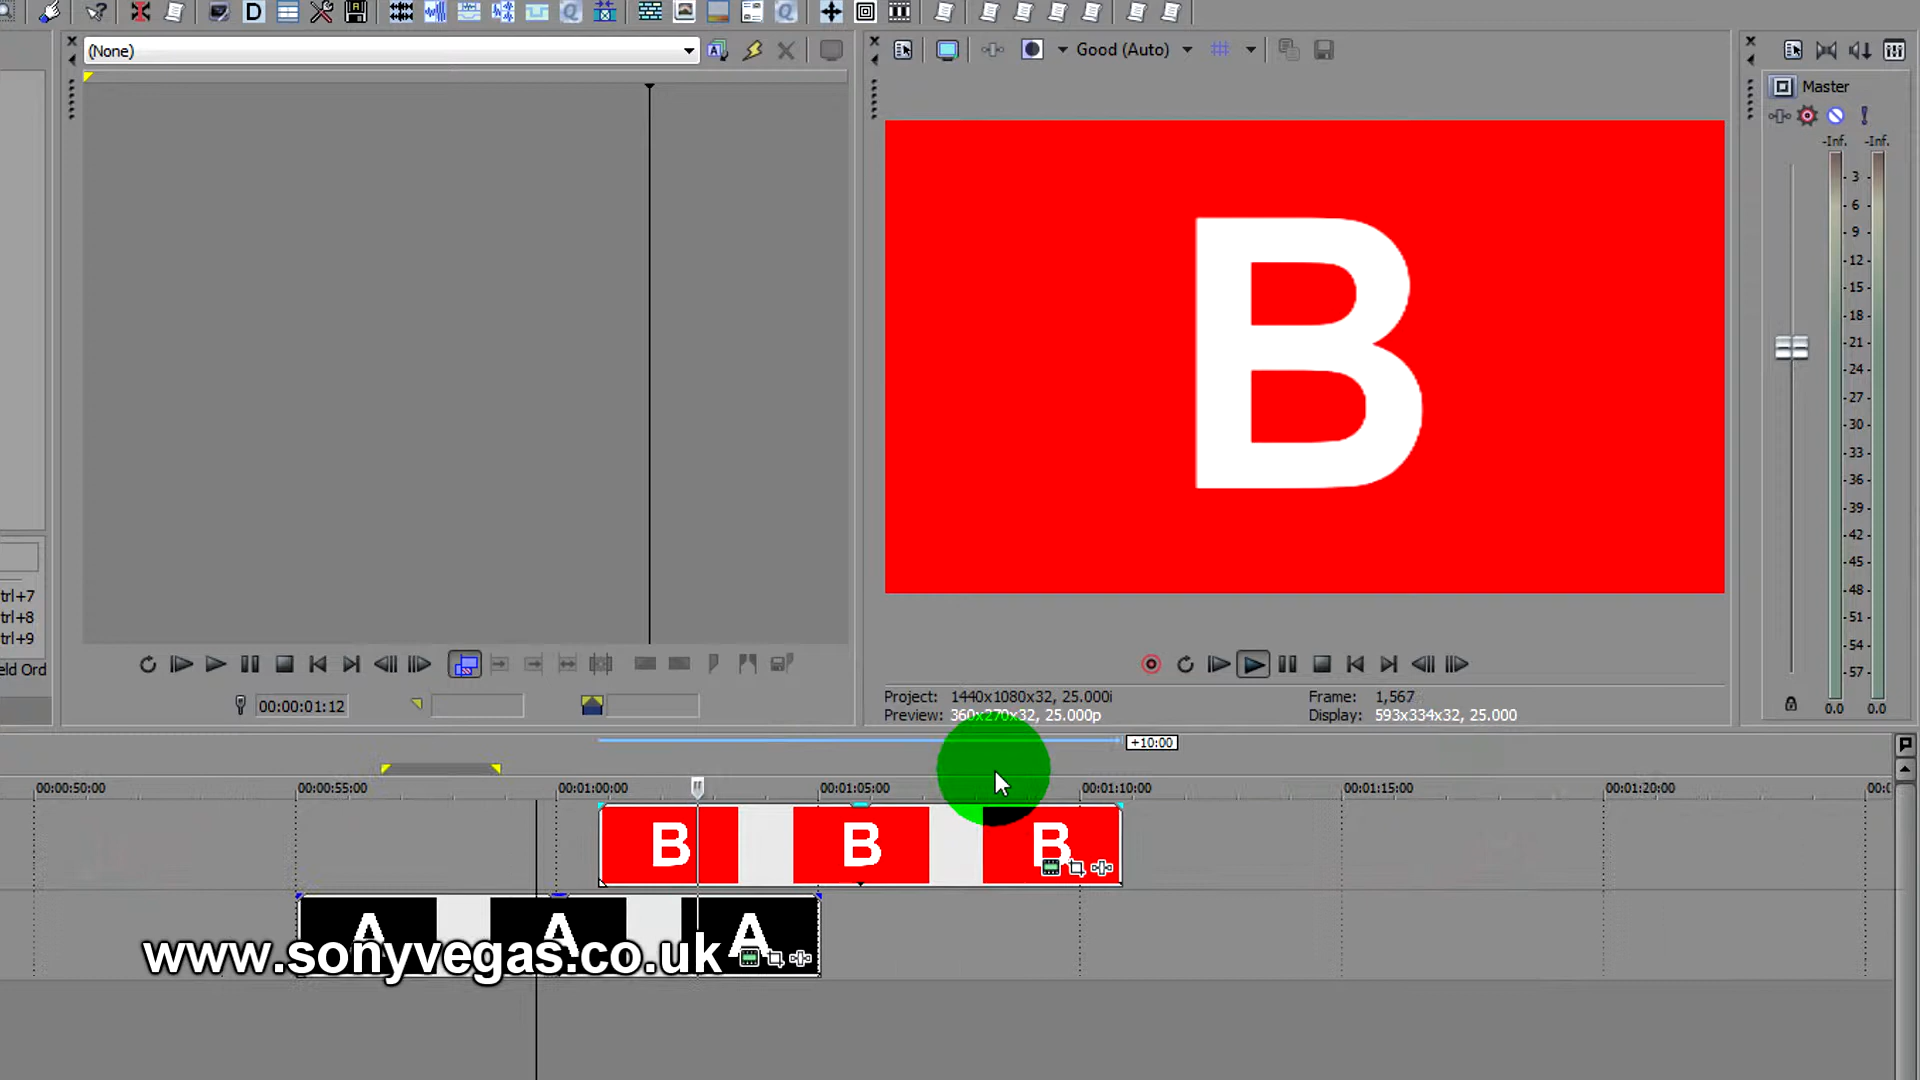 D
Q
Q
(None)
Good (Auto)
Master
-Inf. -Inf.
3
6
9
12
15
18
21
24
27
30
33
36
39
42
45
48
51
54
57
0.0 0.0
B
trl+7
trl+8
trl+9
eld Ord
00:00:01:12
Project: 1440x1080x32, 25.000i
Preview: 360x270x32, 25.000p
Frame: 1,567
Display: 593x334x32, 25.000
+10:00
00:00:50:00 00:00:55:00 00:01:00:00 00:01:05:00 00:01:10:00 00:01:15:00 00:01:20:00 00:0
B B B
A A A
www.sonyvegas.co.uk